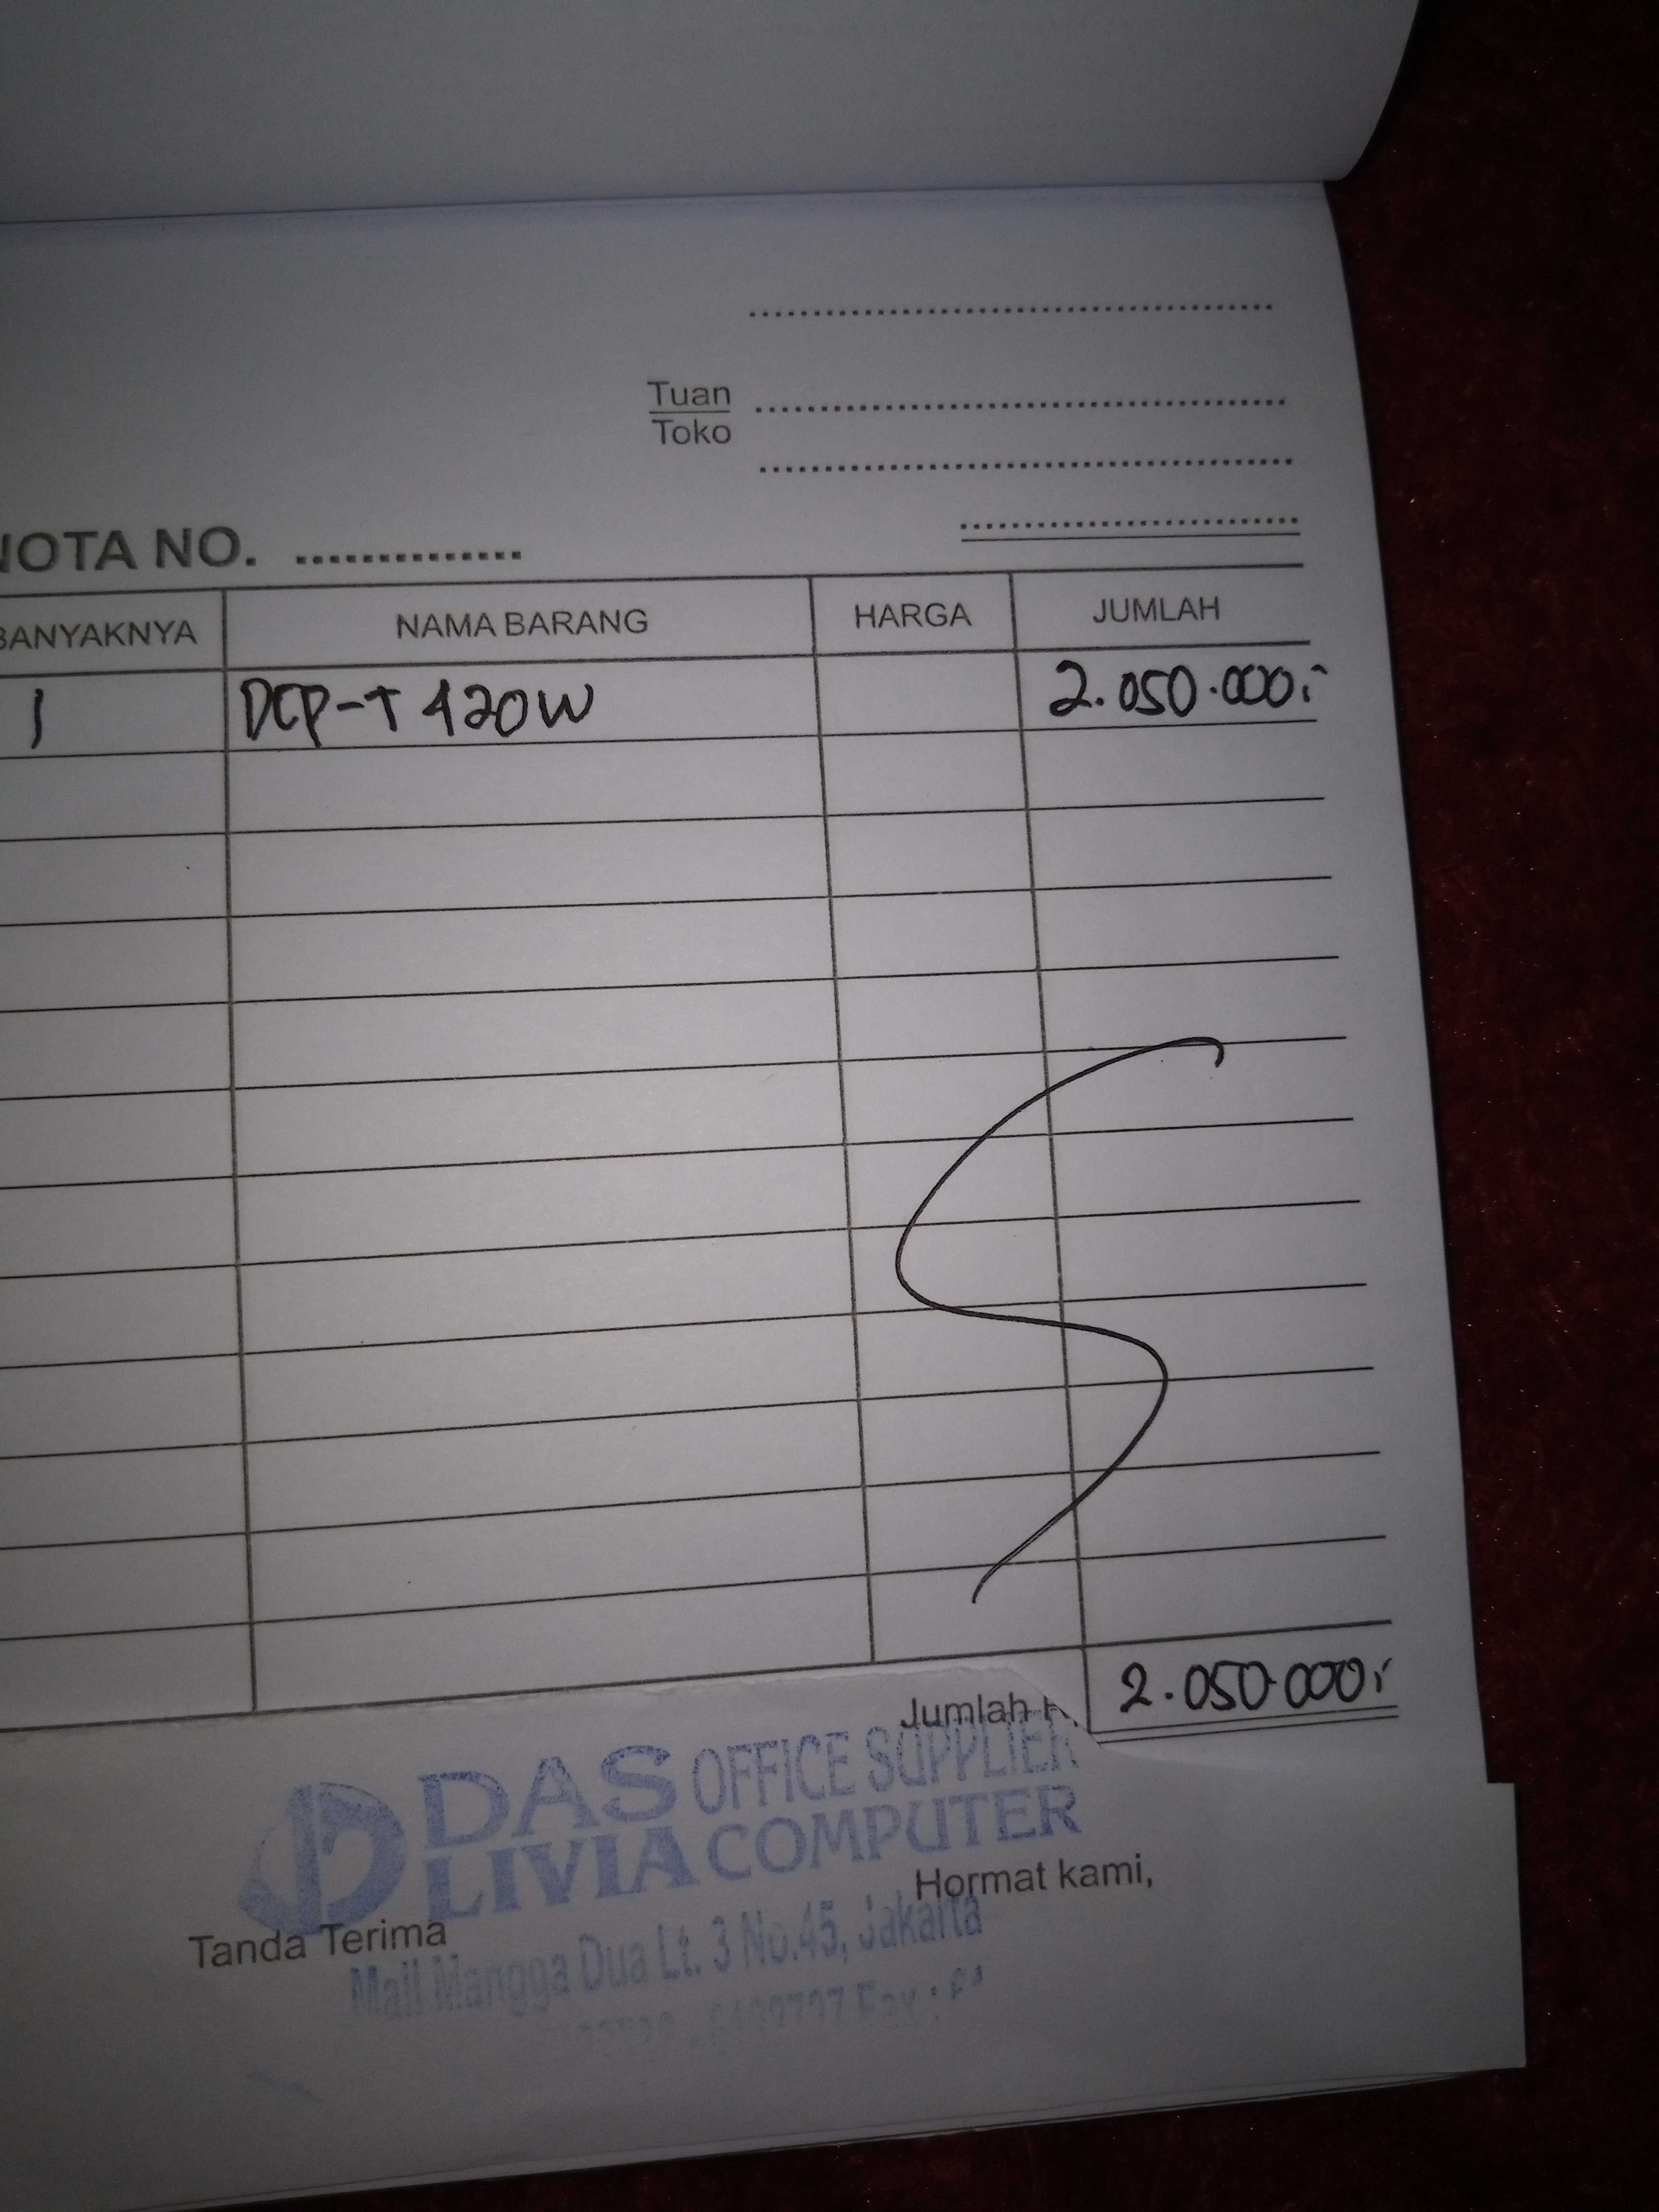 Tuan
Toko
NOTA NO. ..............
BANYAKNYA NAMA BARANG HARGA JUMLAH
1 DCP-T420W 2.050.000,-
Jumlah 2.050.000,-
DAS OFFICE SUPPLIER
LIVIA COMPUTER
Hormat kami,
Tanda Terima
Mall Mangga Dua Lt. 3 No.45, Jakarta
Fax :